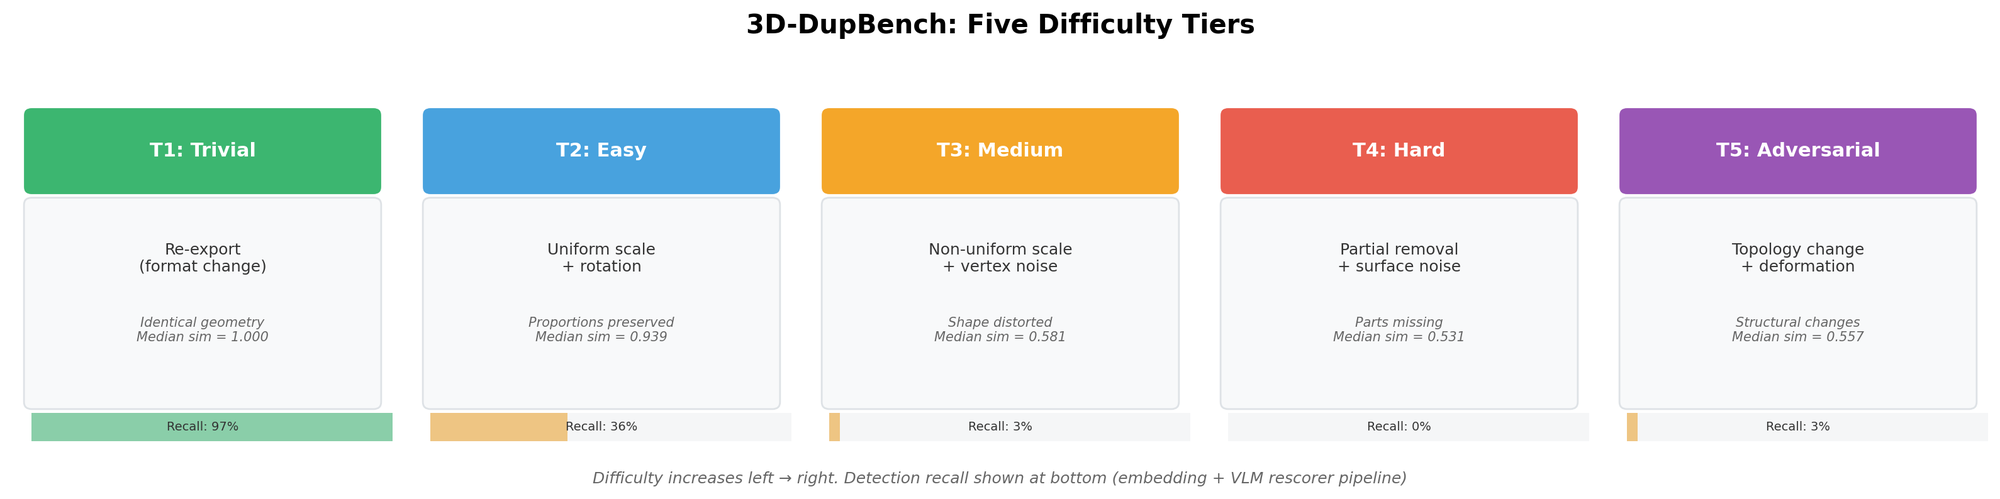 3D-DupBench: Five Difficulty Tiers
T1: Trivial
Re-export
(format change)
Identical geometry
Median sim = 1.000
Recall: 97%
T2: Easy
Uniform scale
+ rotation
Proportions preserved
Median sim = 0.939
Recall: 36%
T3: Medium
Non-uniform scale
+ vertex noise
Shape distorted
Median sim = 0.581
Recall: 3%
T4: Hard
Partial removal
+ surface noise
Parts missing
Median sim = 0.531
Recall: 0%
T5: Adversarial
Topology change
+ deformation
Structural changes
Median sim = 0.557
Recall: 3%
Difficulty increases left → right. Detection recall shown at bottom (embedding + VLM rescorer pipeline)